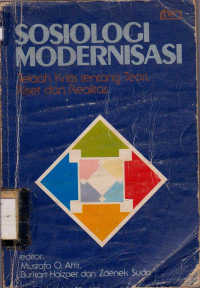 SOSIOLOGI
MODERNISASI
Telaah Kritis tentang Teori,
Riset dan Realitas
editor:
Mustafa O. Attir,
Burkart Holzner dan Zdenek Suda